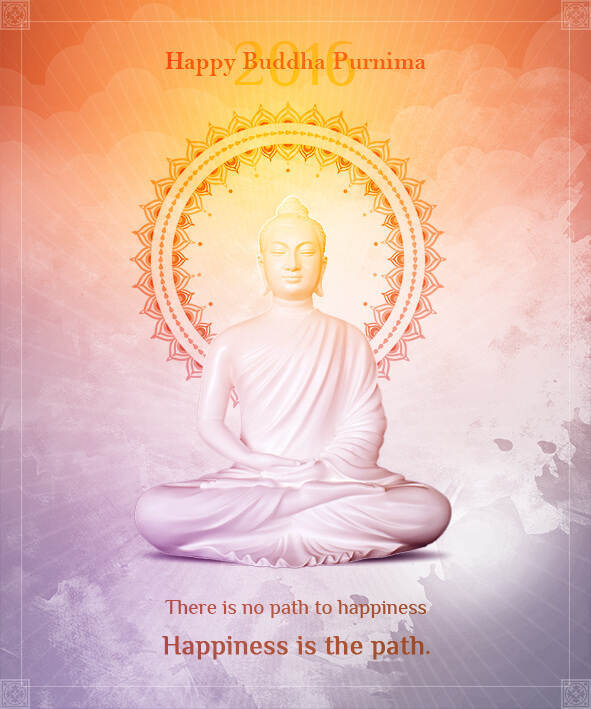 2016
Happy Buddha Purnima
There is no path to happiness
Happiness is the path.